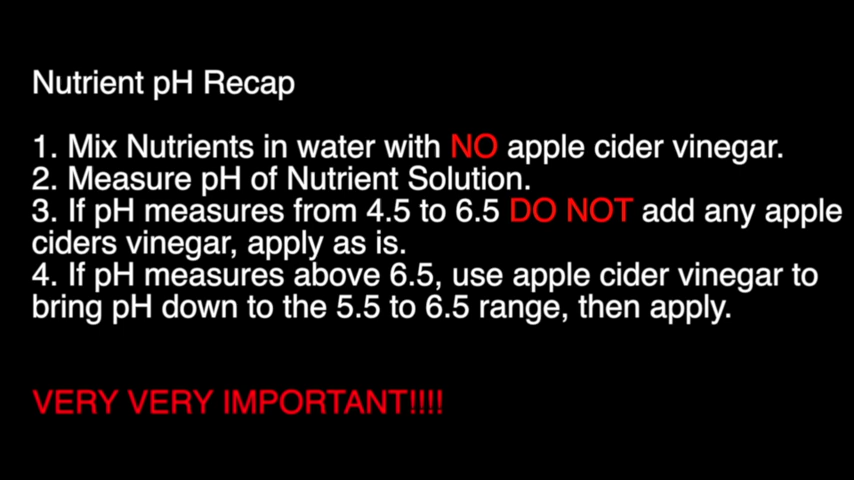 Nutrient pH Recap
1. Mix Nutrients in water with NO apple cider vinegar.
2. Measure pH of Nutrient Solution.
3. If pH measures from 4.5 to 6.5 DO NOT add any apple
ciders vinegar, apply as is.
4. If pH measures above 6.5, use apple cider vinegar to
bring pH down to the 5.5 to 6.5 range, then apply.
VERY VERY IMPORTANT!!!!